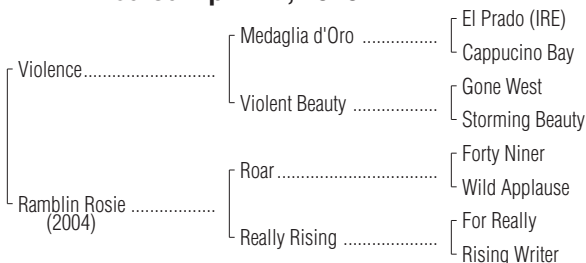 El Prado (IRE)
Medaglia d'Oro ..................
Cappucino Bay
Violence...............................
Gone West
Violent Beauty ....................
Storming Beauty
Forty Niner
Roar......................................
Wild Applause
Ramblin Rosie ....................
(2004)
For Really
Really Rising ......................
Rising Writer